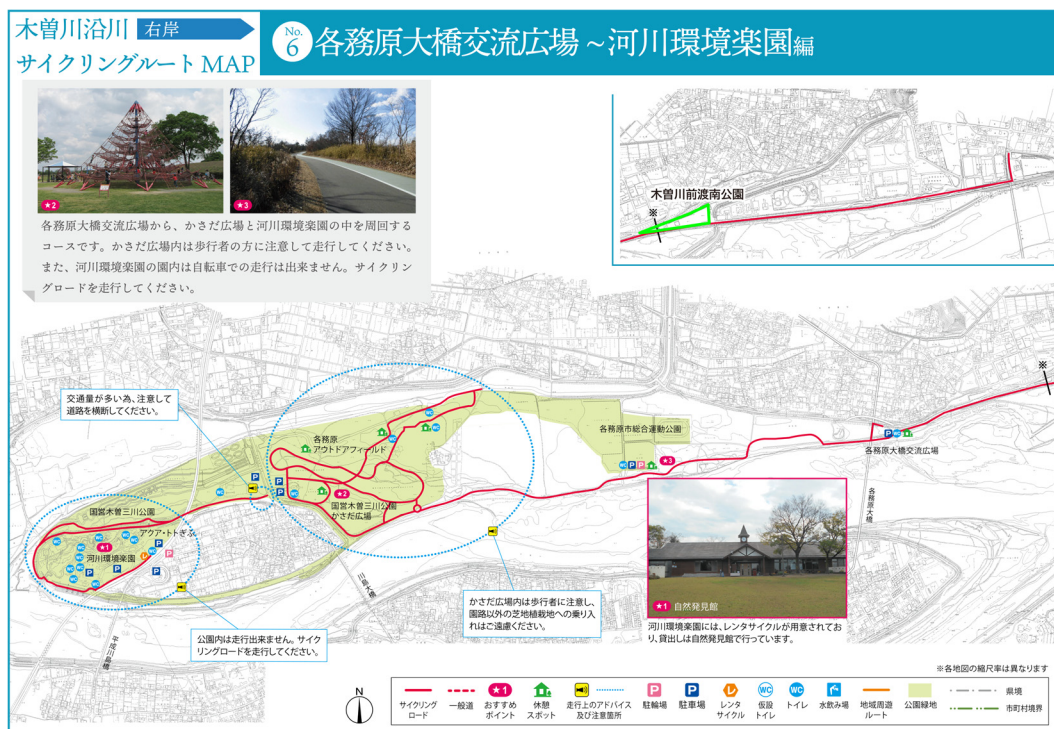 木曽川沿川 右岸
サイクリングルート MAP
No.
6
各務原大橋交流広場～河川環境楽園編
★2
★3
各務原大橋交流広場から、かさだ広場と河川環境楽園の中を周回する
コースです。かさだ広場内は歩行者の方に注意して走行してください。
また、河川環境楽園の園内は自転車での走行は出来ません。サイクリン
グロードを走行してください。
木曽川前渡南公園
※
※
交通量が多い為、注意して
道路を横断してください。
各務原
アウトドアフィールド
WC
WC
WC
各務原市総合運動公園
WC P P ★3
P WC
各務原大橋交流広場
P
P
P
WC
WC
★2
国営木曽三川公園
かさだ広場
各務原大橋
国営木曽三川公園
アクア・トトぎふ
★1
河川環境楽園
WC
P
川島大橋
平成川島橋
公園内は走行出来ません。サイク
リングロードを走行してください。
かさだ広場内は歩行者に注意し、
園路以外の芝地植栽地への乗り入
れはご遠慮ください。
★1 自然発見館
河川環境楽園には、レンタサイクルが用意されてお
り、貸出しは自然発見館で行っています。
※各地図の縮尺率は異なります
N
★1
P
P
WC
WC
サイクリング
ロード
一般道
おすすめ
ポイント
休憩
スポット
走行上のアドバイス
及び注意箇所
駐輪場
駐車場
レンタ
サイクル
仮設
トイレ
トイレ
水飲み場
地域周遊
ルート
公園緑地
県境
市町村境界